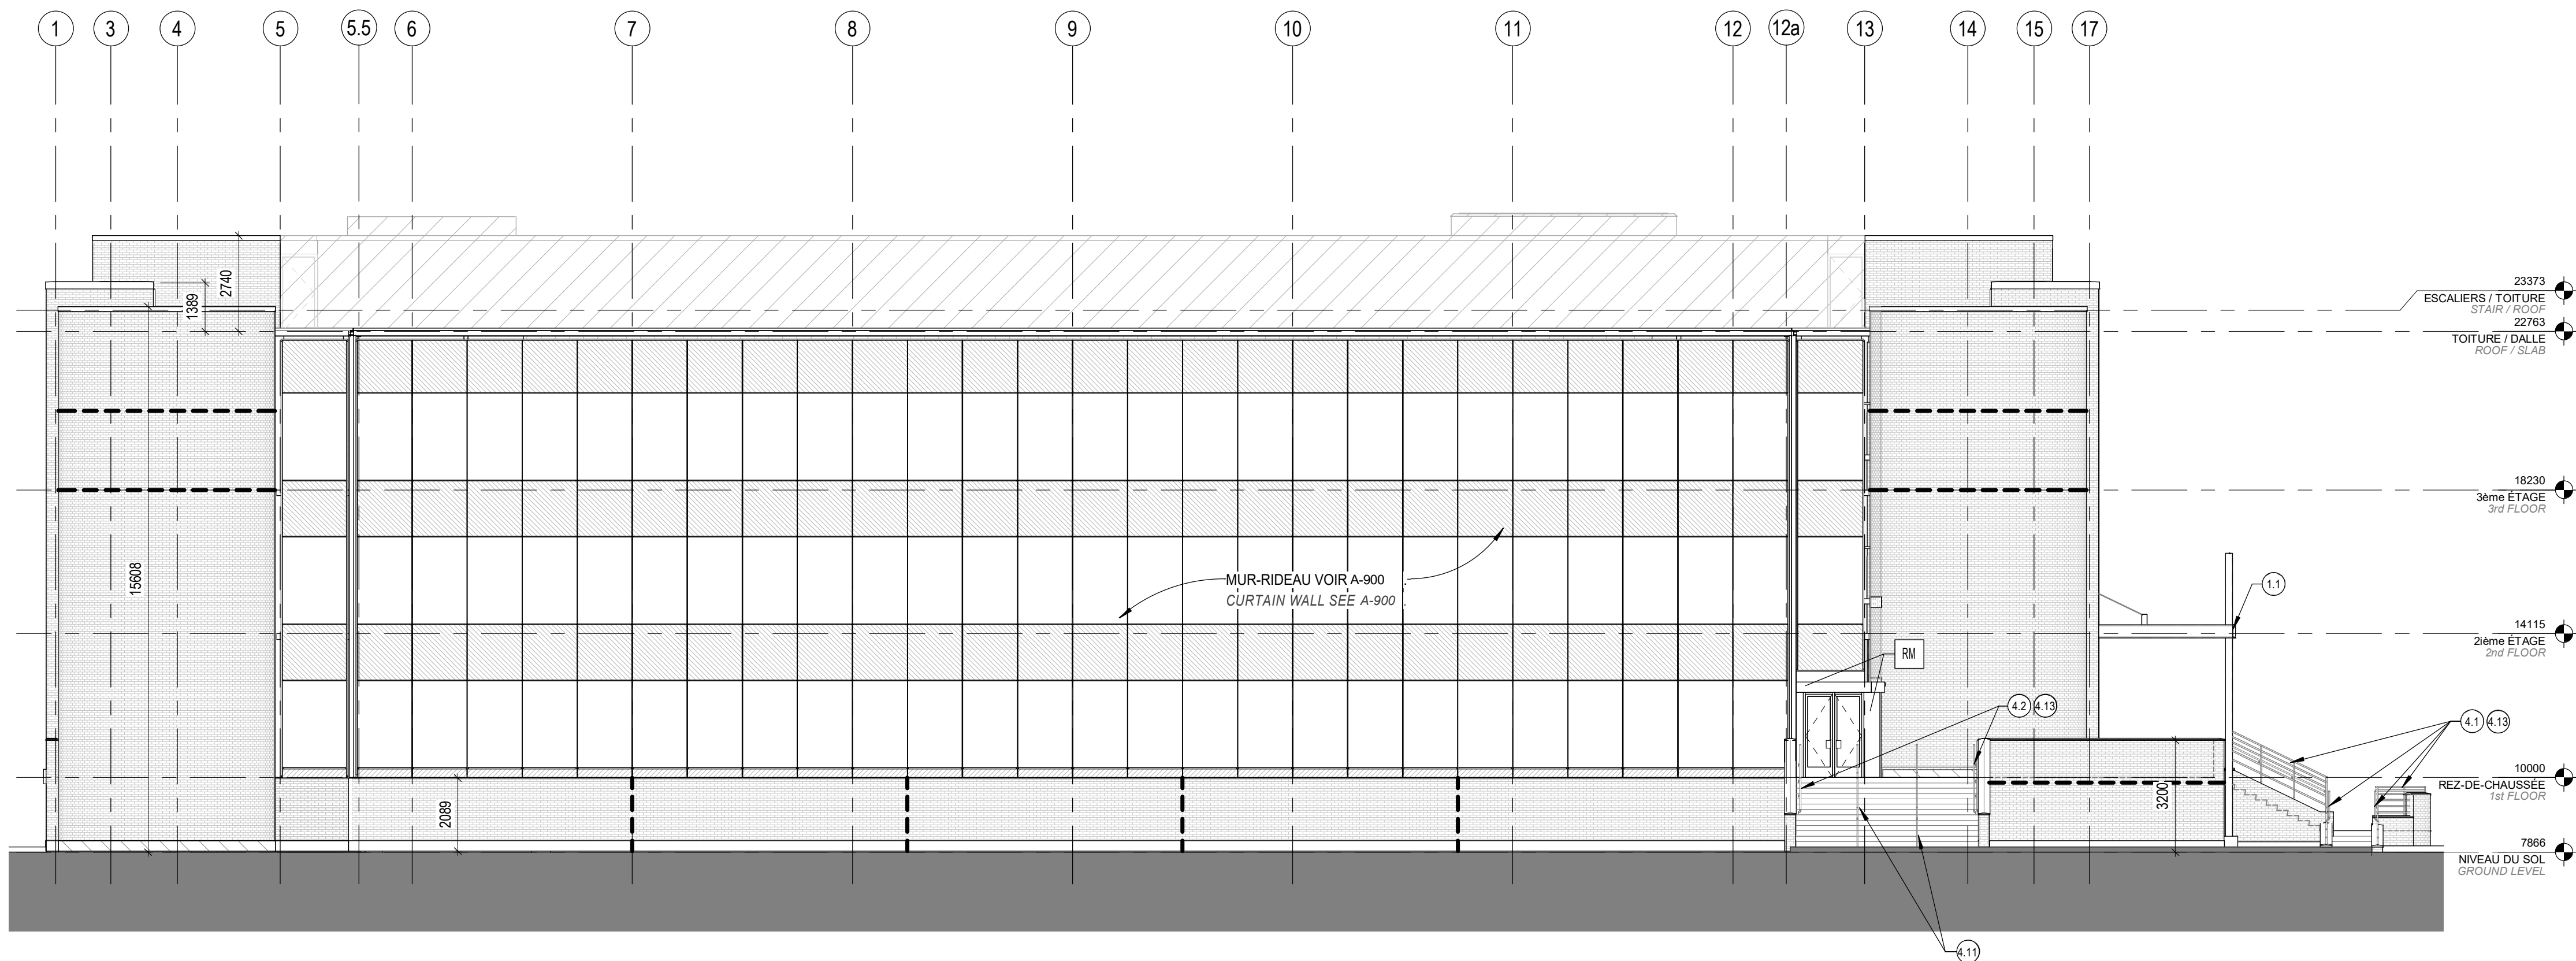 1 3 4 5 5.5 6 7 8 9 10 11 12 12a 13 14 15 17
2740
1389
23373
ESCALIERS / TOITURE
STAIR / ROOF
22763
TOITURE / DALLE
ROOF / SLAB
18230
3ème ÉTAGE
3rd FLOOR
15608
MUR-RIDEAU VOIR A-900
CURTAIN WALL SEE A-900
1.1
14115
2ième ÉTAGE
2nd FLOOR
RM
4.2 4.13
4.1 4.13
10000
REZ-DE-CHAUSSÉE
1st FLOOR
2089
3200
7866
NIVEAU DU SOL
GROUND LEVEL
4.11